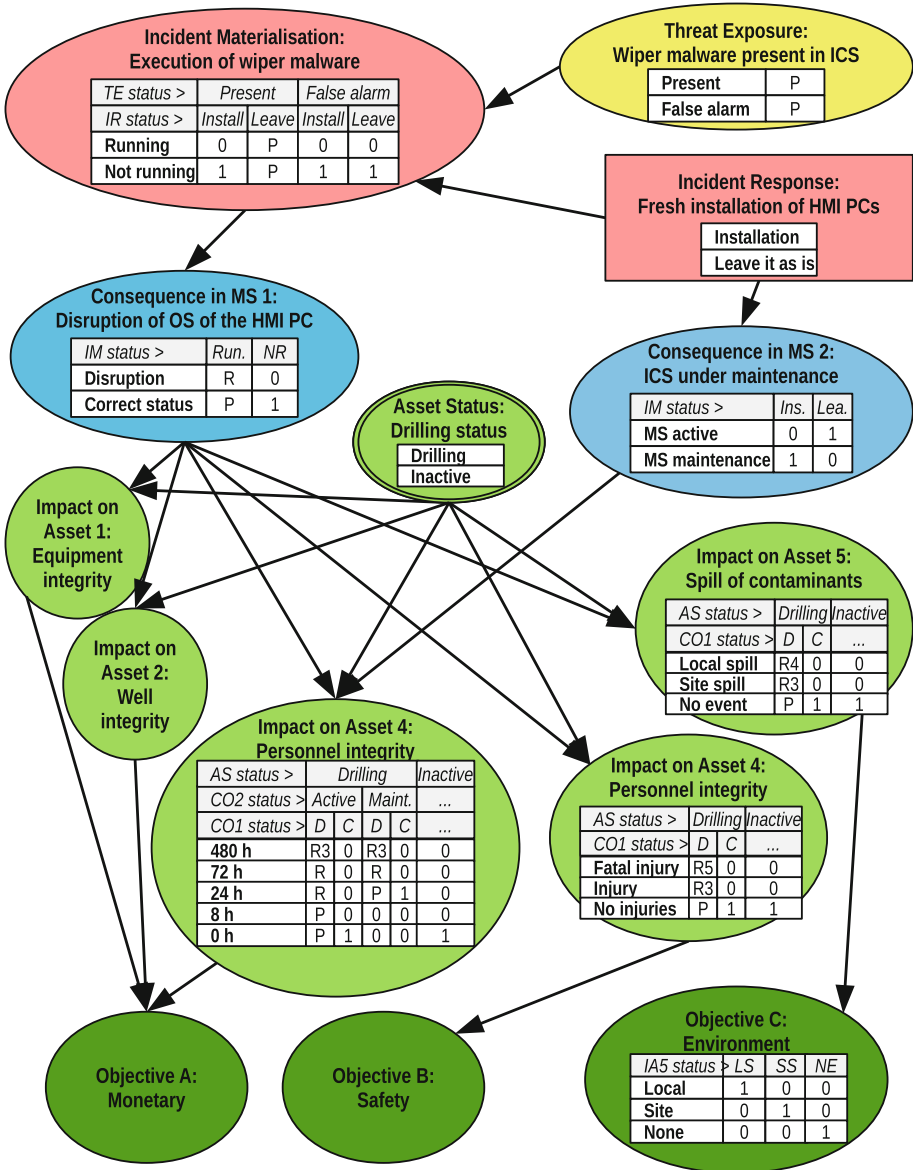 Incident Materialisation:
Execution of wiper malware
TE status > Present False alarm
IR status > Install Leave Install Leave
Running 0 P 0 0
Not running 1 P 1 1
Threat Exposure:
Wiper malware present in ICS
Present P
False alarm P
Incident Response:
Fresh installation of HMI PCs
Installation
Leave it as is
Consequence in MS 1:
Disruption of OS of the HMI PC
IM status > Run. NR
Disruption R 0
Correct status P 1
Asset Status:
Drilling status
Drilling
Inactive
Consequence in MS 2:
ICS under maintenance
IM status > Ins. Lea.
MS active 0 1
MS maintenance 1 0
Impact on
Asset 1:
Equipment
integrity
Impact on
Asset 2:
Well
integrity
Impact on Asset 5:
Spill of contaminants
AS status > Drilling Inactive
CO1 status > D C ...
Local spill R4 0 0
Site spill R3 0 0
No event P 1 1
Impact on Asset 4:
Personnel integrity
AS status > Drilling Inactive
CO2 status > Active Maint. ...
CO1 status > D C D C ...
480 h R3 0 R3 0 0
72 h R 0 R 0 0
24 h R 0 P 1 0
8 h P 0 0 0 0
0 h P 1 0 0 1
Impact on Asset 4:
Personnel integrity
AS status > Drilling Inactive
CO1 status > D C ...
Fatal injury R5 0 0
Injury R3 0 0
No injuries P 1 1
Objective A:
Monetary
Objective B:
Safety
Objective C:
Environment
IA5 status > LS SS NE
Local 1 0 0
Site 0 1 0
None 0 0 1